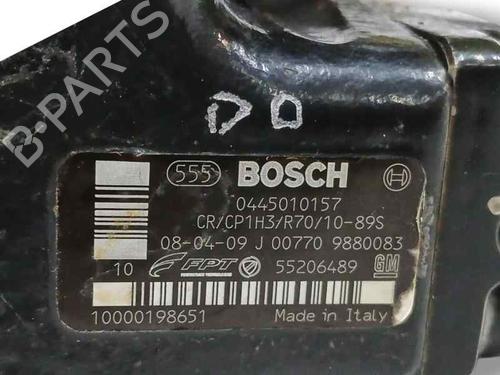 DO
555 BOSCH
0445010157
CR/CP1H3/R70/10-89S
08-04-09 J 00770 9880083
10 FPT 55206489 GM
10000198651 Made in Italy
B-PARTS